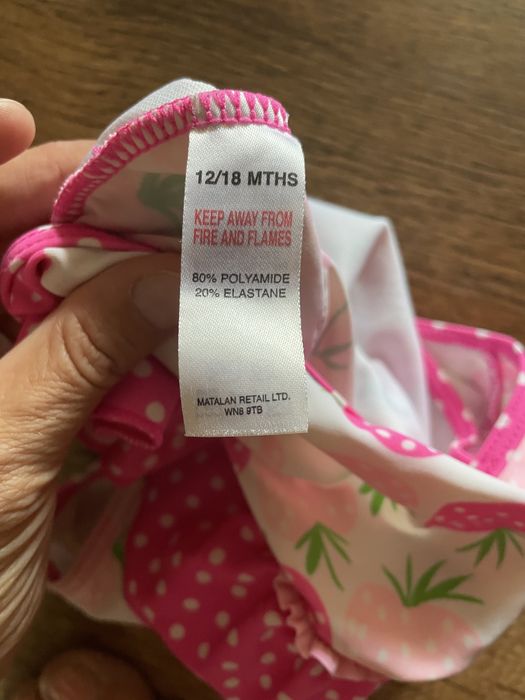 12/18 MTHS
KEEP AWAY FROM
FIRE AND FLAMES
80% POLYAMIDE
20% ELASTANE
MATALAN RETAIL LTD.
WN8 9TB